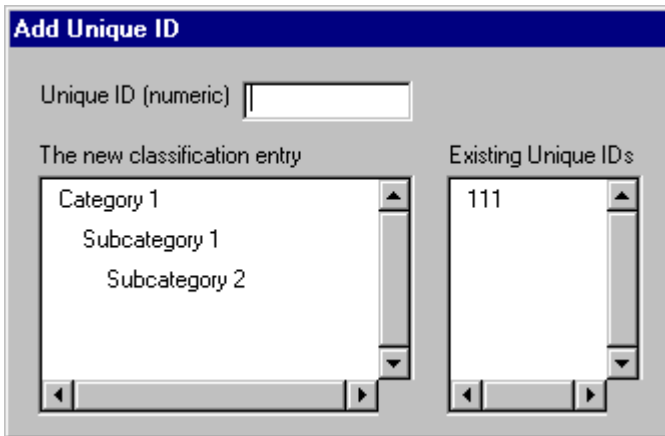 Add Unique ID
Unique ID (numeric)
The new classification entry
Category 1
Subcategory 1
Subcategory 2
Existing Unique IDs
111